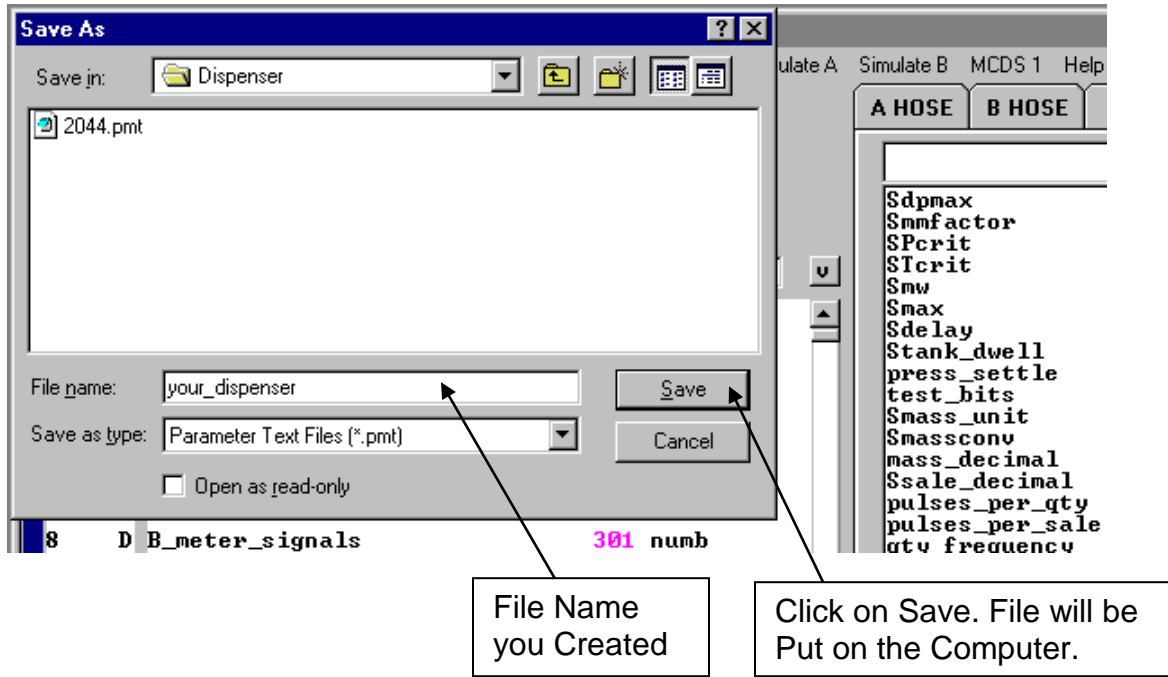 Save As
Save in: Dispenser
2044.pmt
File name: your_dispenser Save
Save as type: Parameter Text Files (*.pmt) Cancel
Open as read-only
8 D B_meter_signals 301 numb
ulate A Simulate B MCDS 1 Help
A HOSE B HOSE
v
Sdpmax
Smmfactor
SPcrit
STcrit
Smw
Smax
Sdelay
Stank_dwell
press_settle
test_bits
Smass_unit
Smassconv
mass_decimal
Ssale_decimal
pulses_per_qty
pulses_per_sale
qty_frequency
File Name
you Created
Click on Save. File will be
Put on the Computer.